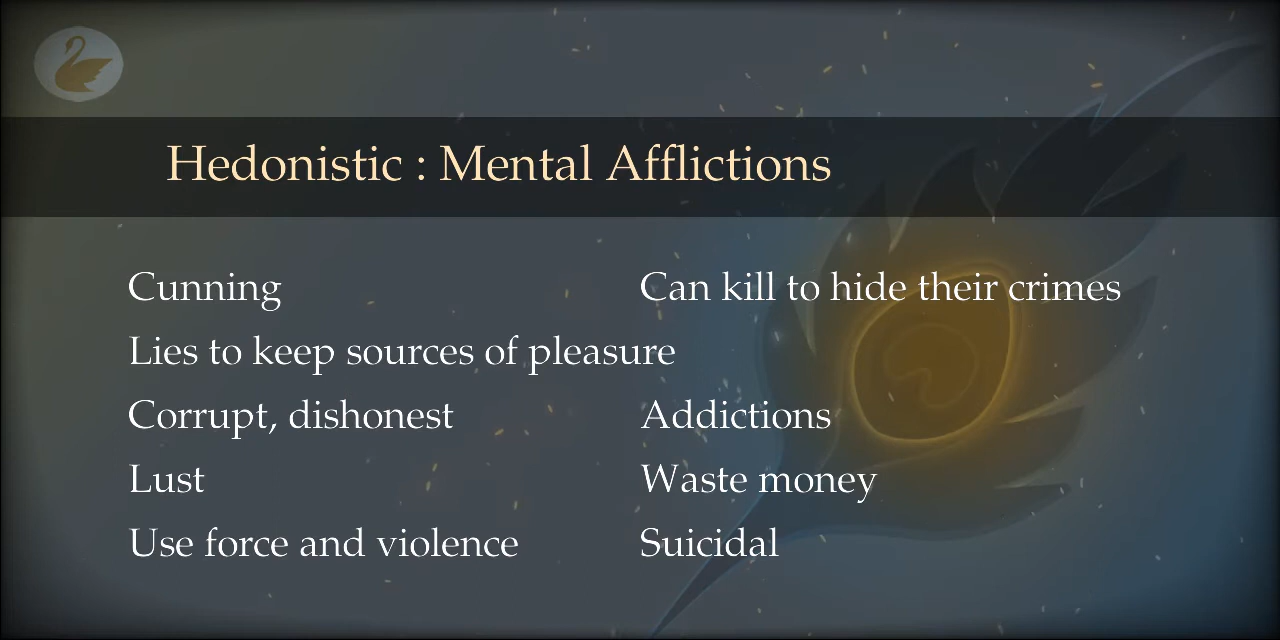 Hedonistic : Mental Afflictions
Cunning
Can kill to hide their crimes
Lies to keep sources of pleasure
Corrupt, dishonest
Addictions
Lust
Waste money
Use force and violence
Suicidal